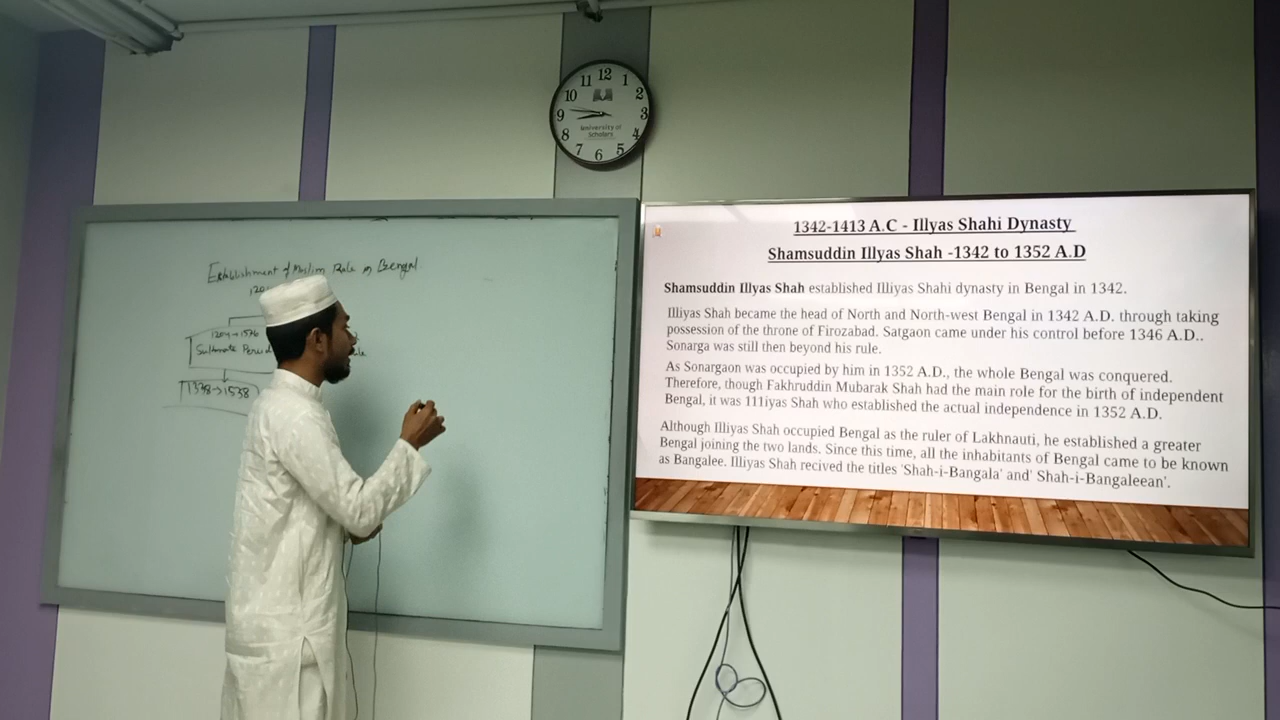 12
11
1
10
2
9
3
8
4
7
5
6
University of
Scholars
Establishment of Muslim Rule in Bengal
120
1204→1576
Sultanate Period
1338→1538
1342-1413 A.C - Illyas Shahi Dynasty
Shamsuddin Illyas Shah -1342 to 1352 A.D
Shamsuddin Illyas Shah established Illiyas Shahi dynasty in Bengal in 1342.
Illiyas Shah became the head of North and North-west Bengal in 1342 A.D. through taking
possession of the throne of Firozabad. Satgaon came under his control before 1346 A.D..
Sonarga was still then beyond his rule.
As Sonargaon was occupied by him in 1352 A.D., the whole Bengal was conquered.
Therefore, though Fakhruddin Mubarak Shah had the main role for the birth of independent
Bengal, it was 111iyas Shah who established the actual independence in 1352 A.D.
Although Illiyas Shah occupied Bengal as the ruler of Lakhnauti, he established a greater
Bengal joining the two lands. Since this time, all the inhabitants of Bengal came to be known
as Bangalee. Illiyas Shah recived the titles 'Shah-i-Bangala' and' Shah-i-Bangaleean'.